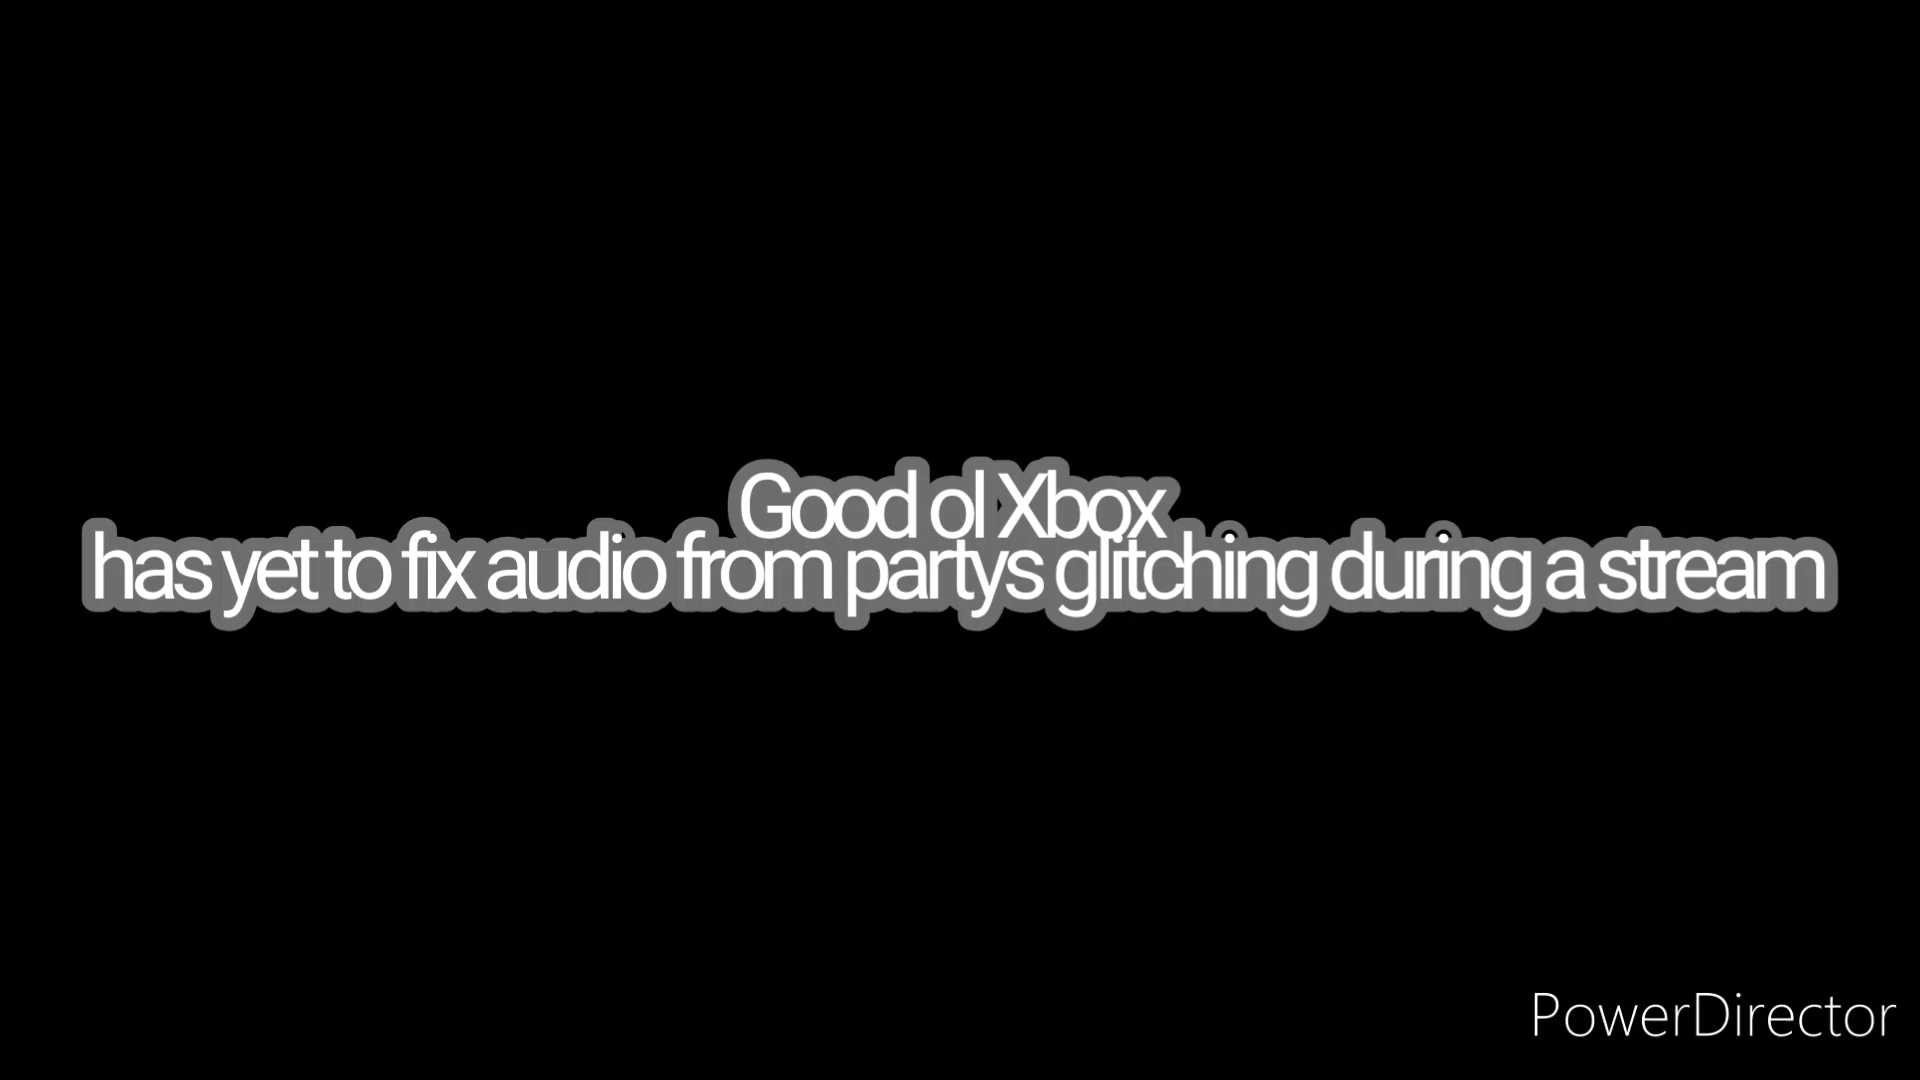 Good ol Xbox
has yet to fix audio from partys glitching during a stream
PowerDirector